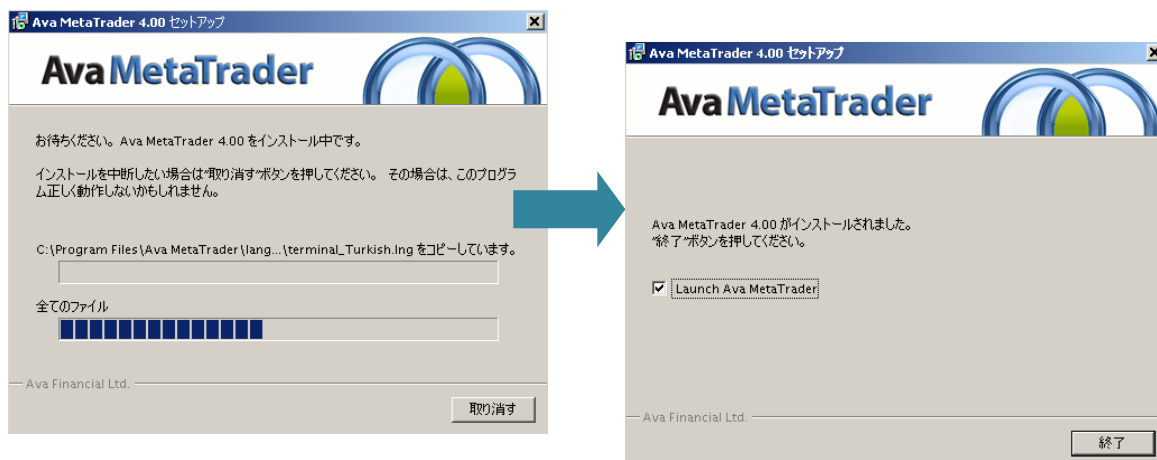 Ava MetaTrader 4.00 セットアップ
Ava MetaTrader
お待ちください。Ava MetaTrader 4.00 をインストール中です。
インストールを中断したい場合は"取り消す"ボタンを押してください。 その場合は、このプログラ
ム正しく動作しないかもしれません。
C:\Program Files\Ava MetaTrader\lang...\terminal_Turkish.lng をコピーしています。
全てのファイル
Ava Financial Ltd.
取り消す
Ava MetaTrader 4.00 セットアップ
Ava MetaTrader
Ava MetaTrader 4.00 がインストールされました。
"終了"ボタンを押してください。
Launch Ava MetaTrader
Ava Financial Ltd.
終了